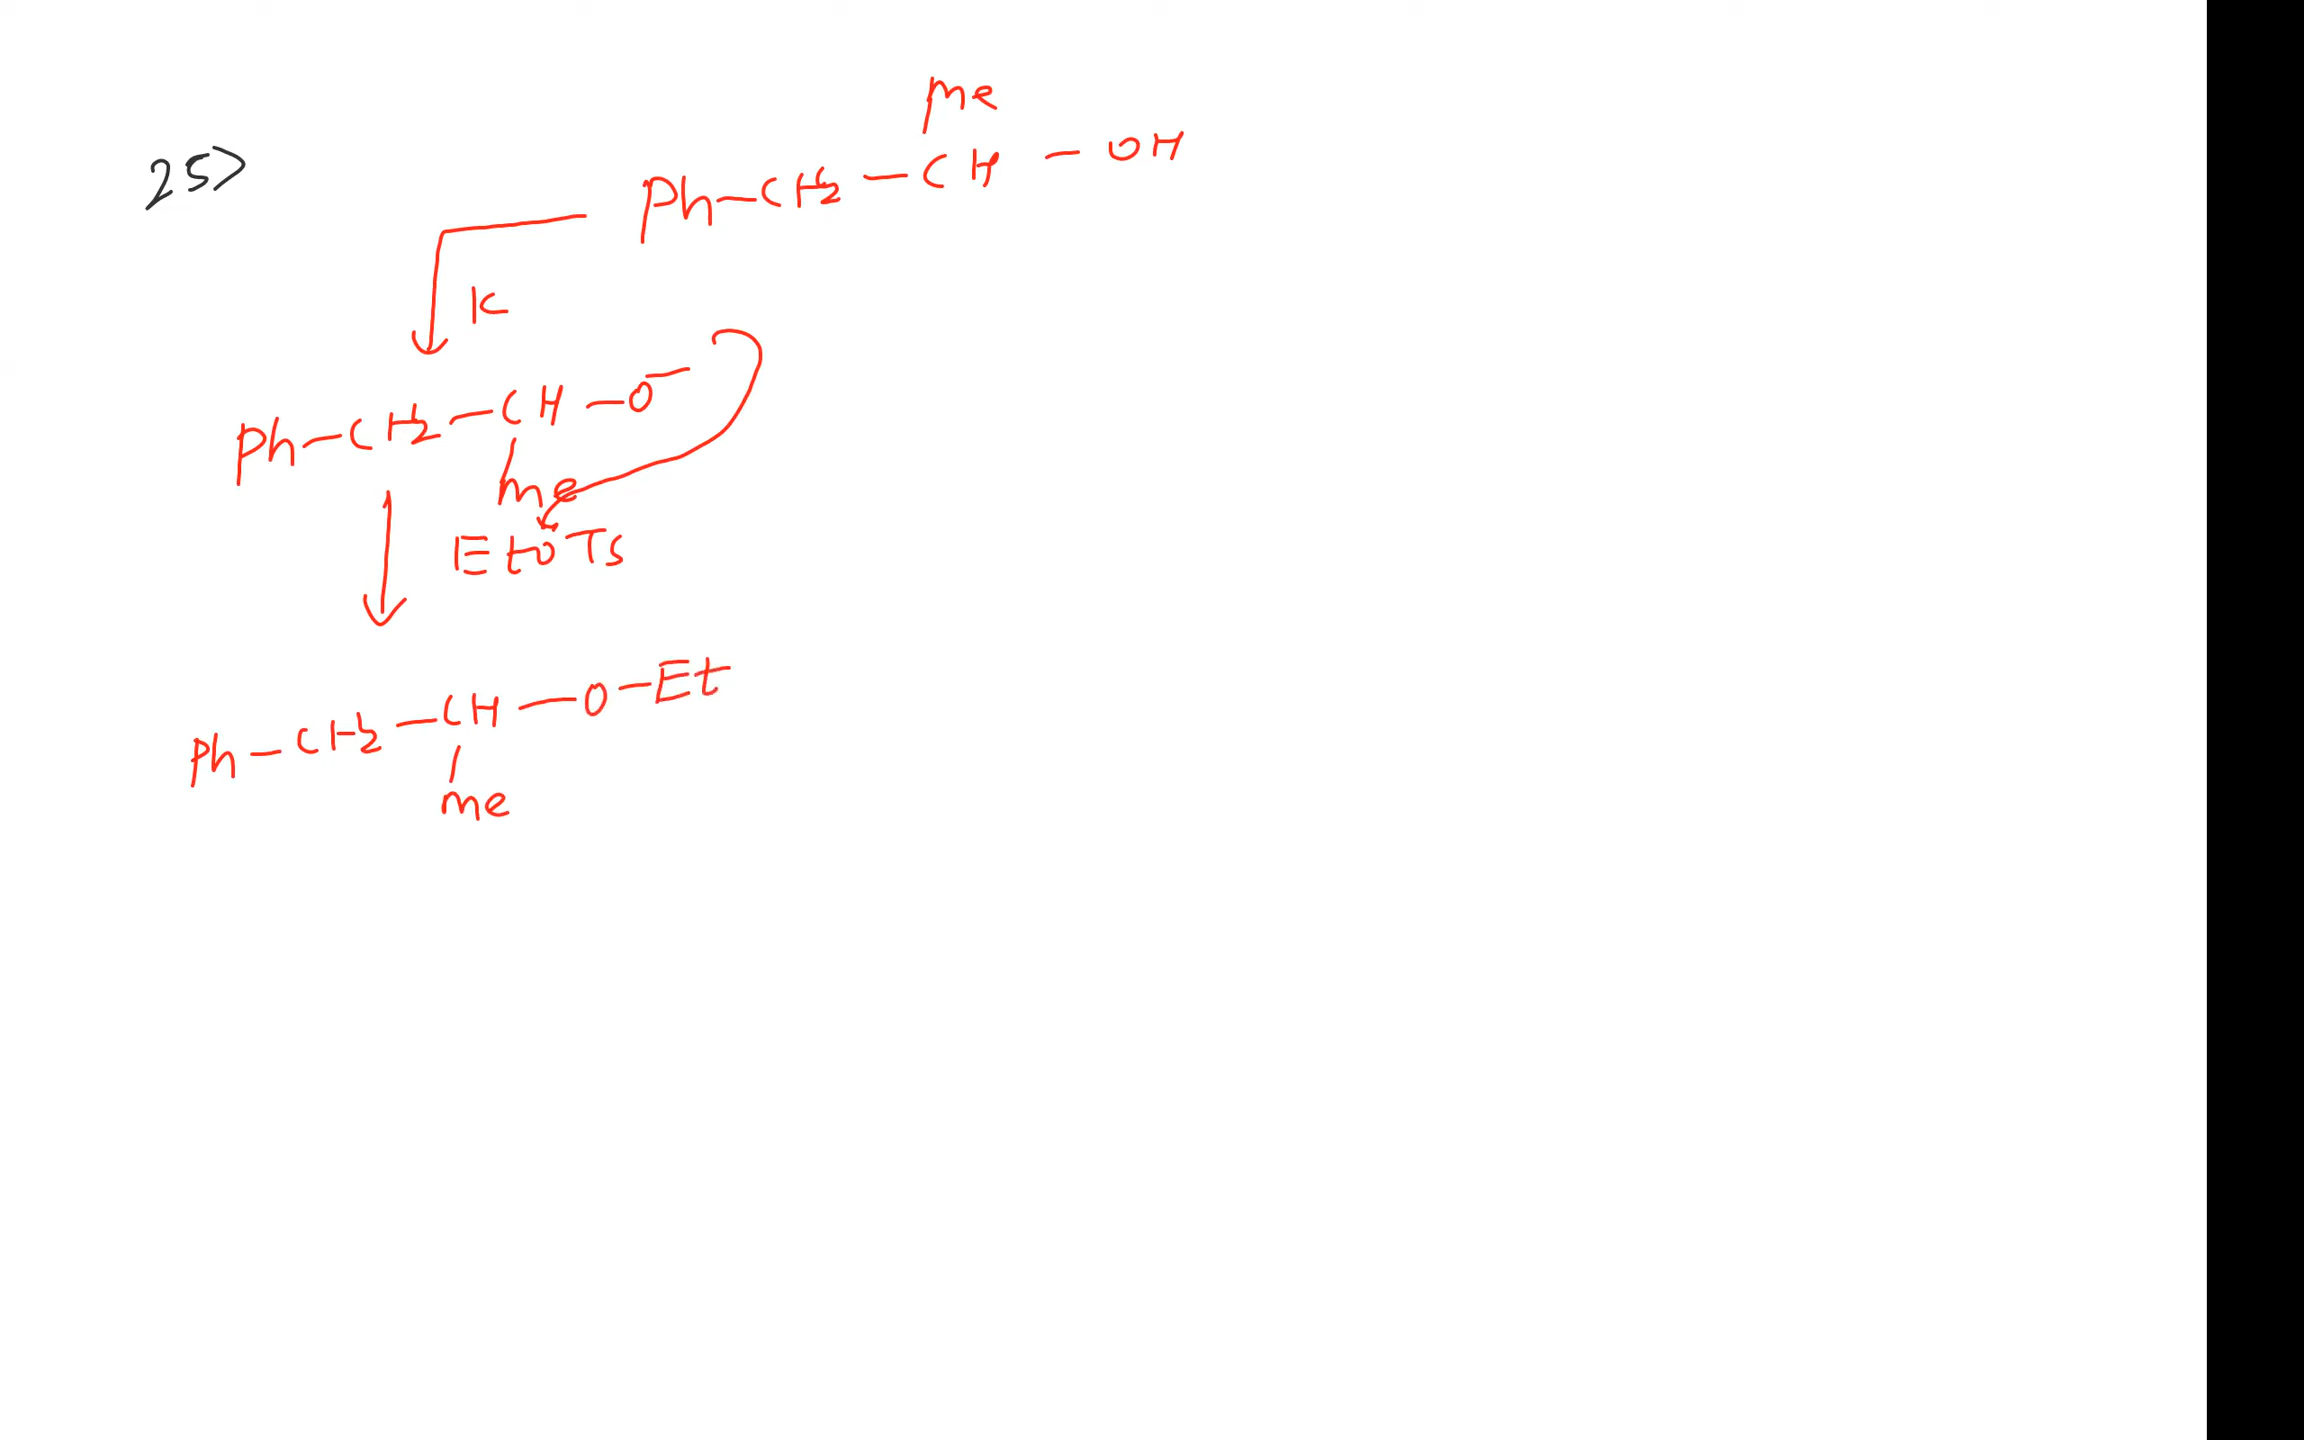 25>
Me
Ph-CH2-CH-OH
K
Ph-CH2-CH-O⁻
Me
EtOTs
Ph-CH2-CH-O-Et
Me